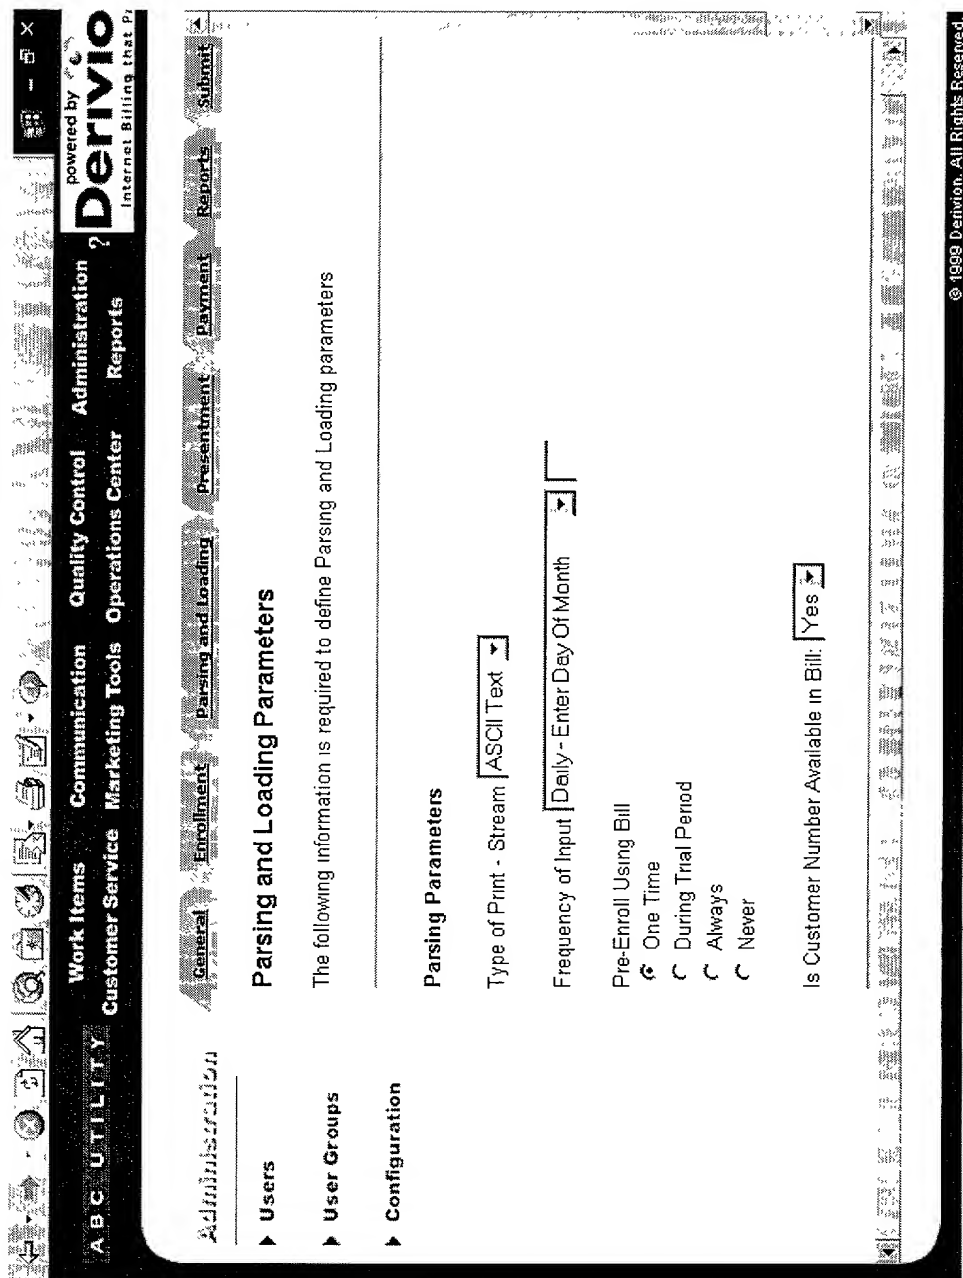 powered by
Derivio
Internet Billing that P
ABC UTILITY
Work Items Communication Quality Control Administration ?
Customer Service Marketing Tools Operations Center Reports
Administration
General Enrollment Parsing and Loading Presentment Payment Reports Submit
Users
User Groups
Configuration
Parsing and Loading Parameters
The following information is required to define Parsing and Loading parameters
Parsing Parameters
Type of Print - Stream ASCII Text
Frequency of Input Daily - Enter Day Of Month
Pre-Enroll Using Bill
One Time
During Trial Period
Always
Never
Is Customer Number Available in Bill: Yes
© 1999 Derivion. All Rights Reserved.